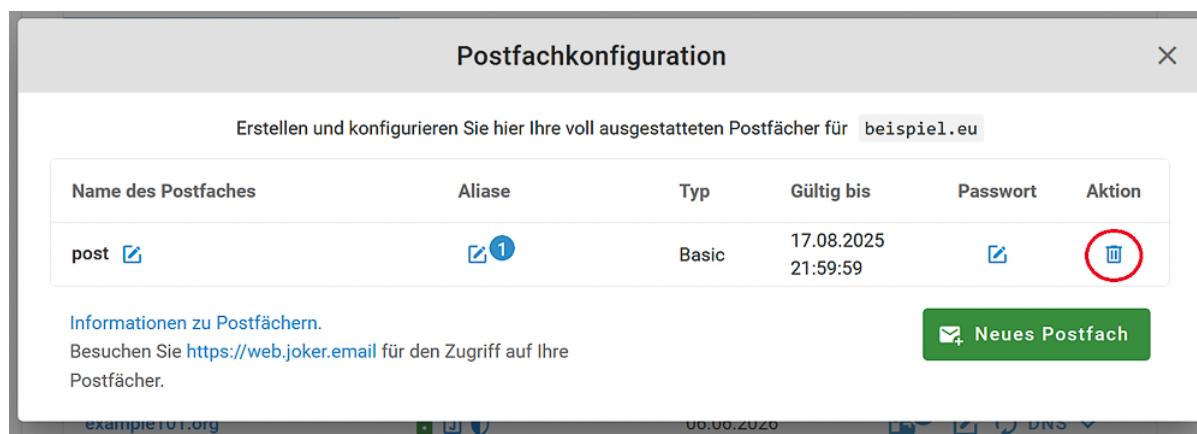 Postfachkonfiguration
Erstellen und konfigurieren Sie hier Ihre voll ausgestatteten Postfächer für beispiel.eu
Name des Postfaches Aliase Typ Gültig bis Passwort Aktion
post 1 Basic 17.08.2025
21:59:59
Informationen zu Postfächern.
Besuchen Sie https://web.joker.email für den Zugriff auf Ihre
Postfächer.
Neues Postfach
example101.org 06.06.2026 DNS